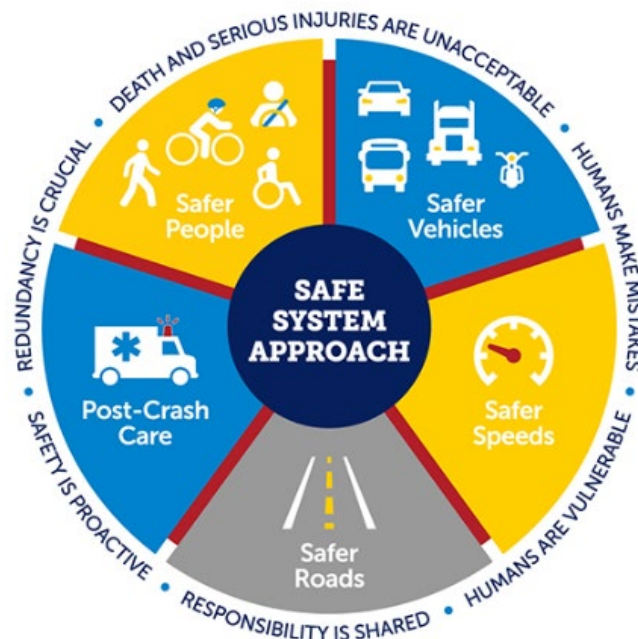 DEATH AND SERIOUS INJURIES ARE UNACCEPTABLE
HUMANS MAKE MISTAKES
HUMANS ARE VULNERABLE
RESPONSIBILITY IS SHARED
SAFETY IS PROACTIVE
REDUNDANCY IS CRUCIAL
Safer
People
Safer
Vehicles
SAFE
SYSTEM
APPROACH
Post-Crash
Care
Safer
Speeds
Safer
Roads